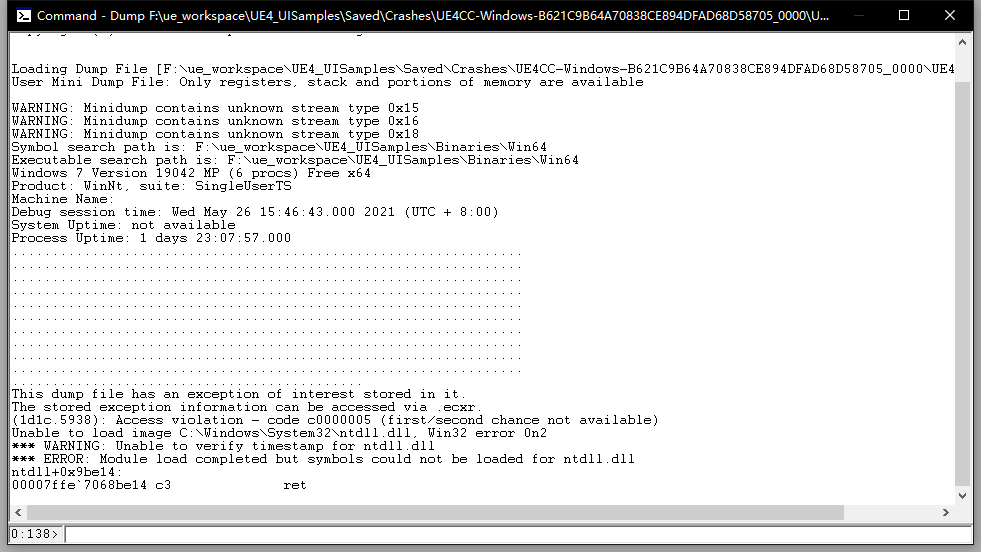 Command - Dump F:\ue_workspace\UE4_UISamples\Saved\Crashes\UE4CC-Windows-B621C9B64A70838CE894DFAD68D58705_0000\U...
Loading Dump File [F:\ue_workspace\UE4_UISamples\Saved\Crashes\UE4CC-Windows-B621C9B64A70838CE894DFAD68D58705_0000\UE4
User Mini Dump File: Only registers, stack and portions of memory are available
WARNING: Minidump contains unknown stream type 0x15
WARNING: Minidump contains unknown stream type 0x16
WARNING: Minidump contains unknown stream type 0x18
Symbol search path is: F:\ue_workspace\UE4_UISamples\Binaries\Win64
Executable search path is: F:\ue_workspace\UE4_UISamples\Binaries\Win64
Windows 7 Version 19042 MP (6 procs) Free x64
Product: WinNt, suite: SingleUserTS
Machine Name:
Debug session time: Wed May 26 15:46:43.000 2021 (UTC + 8:00)
System Uptime: not available
Process Uptime: 1 days 23:07:57.000
................................................................
................................................................
................................................................
................................................................
................................................................
................................................................
................................................................
................................................................
................................................................
............................................
This dump file has an exception of interest stored in it.
The stored exception information can be accessed via .ecxr.
(1d1c.5938): Access violation - code c0000005 (first/second chance not available)
Unable to load image C:\Windows\System32\ntdll.dll, Win32 error 0n2
*** WARNING: Unable to verify timestamp for ntdll.dll
*** ERROR: Module load completed but symbols could not be loaded for ntdll.dll
ntdll+0x9be14:
00007ffe`7068be14 c3 ret
0:138>